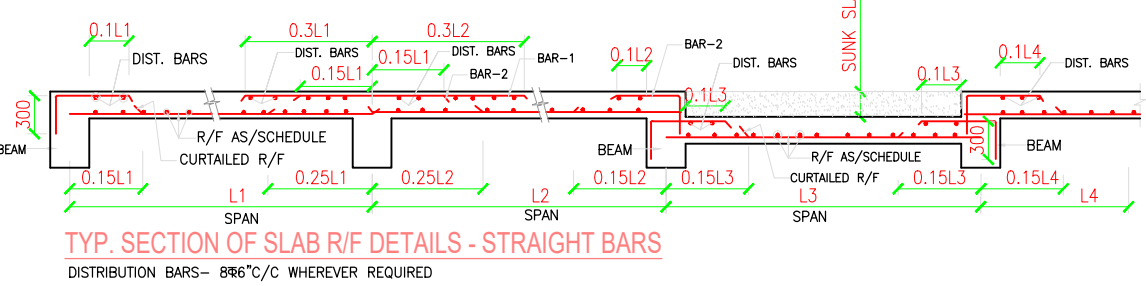 SUNK SL
0.1L1
0.3L1
0.3L2
DIST. BARS
DIST. BARS
DIST. BARS
BAR-1
BAR-2
0.15L1
0.15L1
BAR-2
0.1L2
DIST. BARS
0.1L3
0.1L3
0.1L4
DIST. BARS
300
BEAM
R/F AS/SCHEDULE
CURTAILED R/F
BEAM
R/F AS/SCHEDULE
CURTAILED R/F
300
BEAM
0.15L1
0.25L1
0.25L2
0.15L2
0.15L3
0.15L3
0.15L4
L1
L2
L3
L4
SPAN
SPAN
SPAN
TYP. SECTION OF SLAB R/F DETAILS - STRAIGHT BARS
DISTRIBUTION BARS- C/C WHEREVER REQUIRED